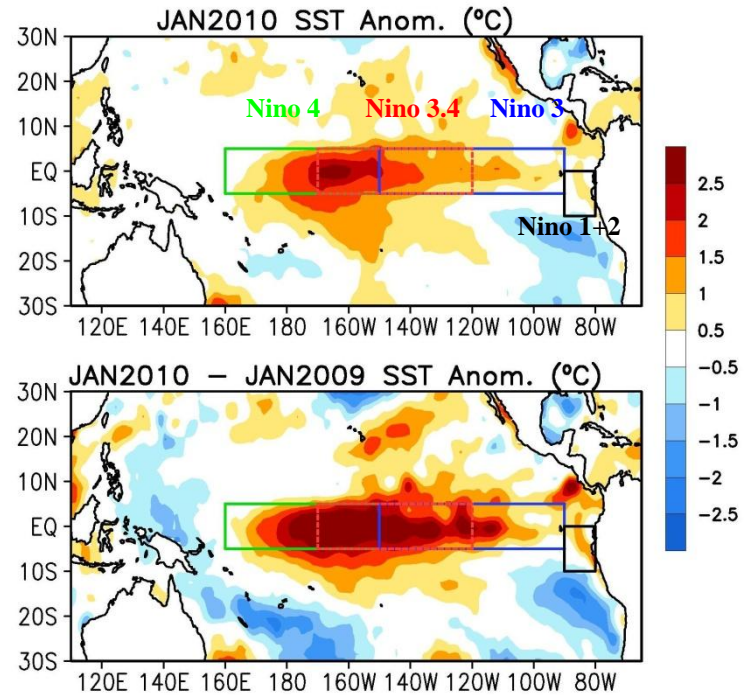 JAN2010 SST Anom. (ºC)
30N
20N
10N
EQ
10S
20S
30S
Nino 4
Nino 3.4
Nino 3
Nino 1+2
120E 140E 160E 180 160W 140W 120W 100W 80W
JAN2010 – JAN2009 SST Anom. (ºC)
30N
20N
10N
EQ
10S
20S
30S
120E 140E 160E 180 160W 140W 120W 100W 80W
2.5
2
1.5
1
0.5
-0.5
-1
-1.5
-2
-2.5